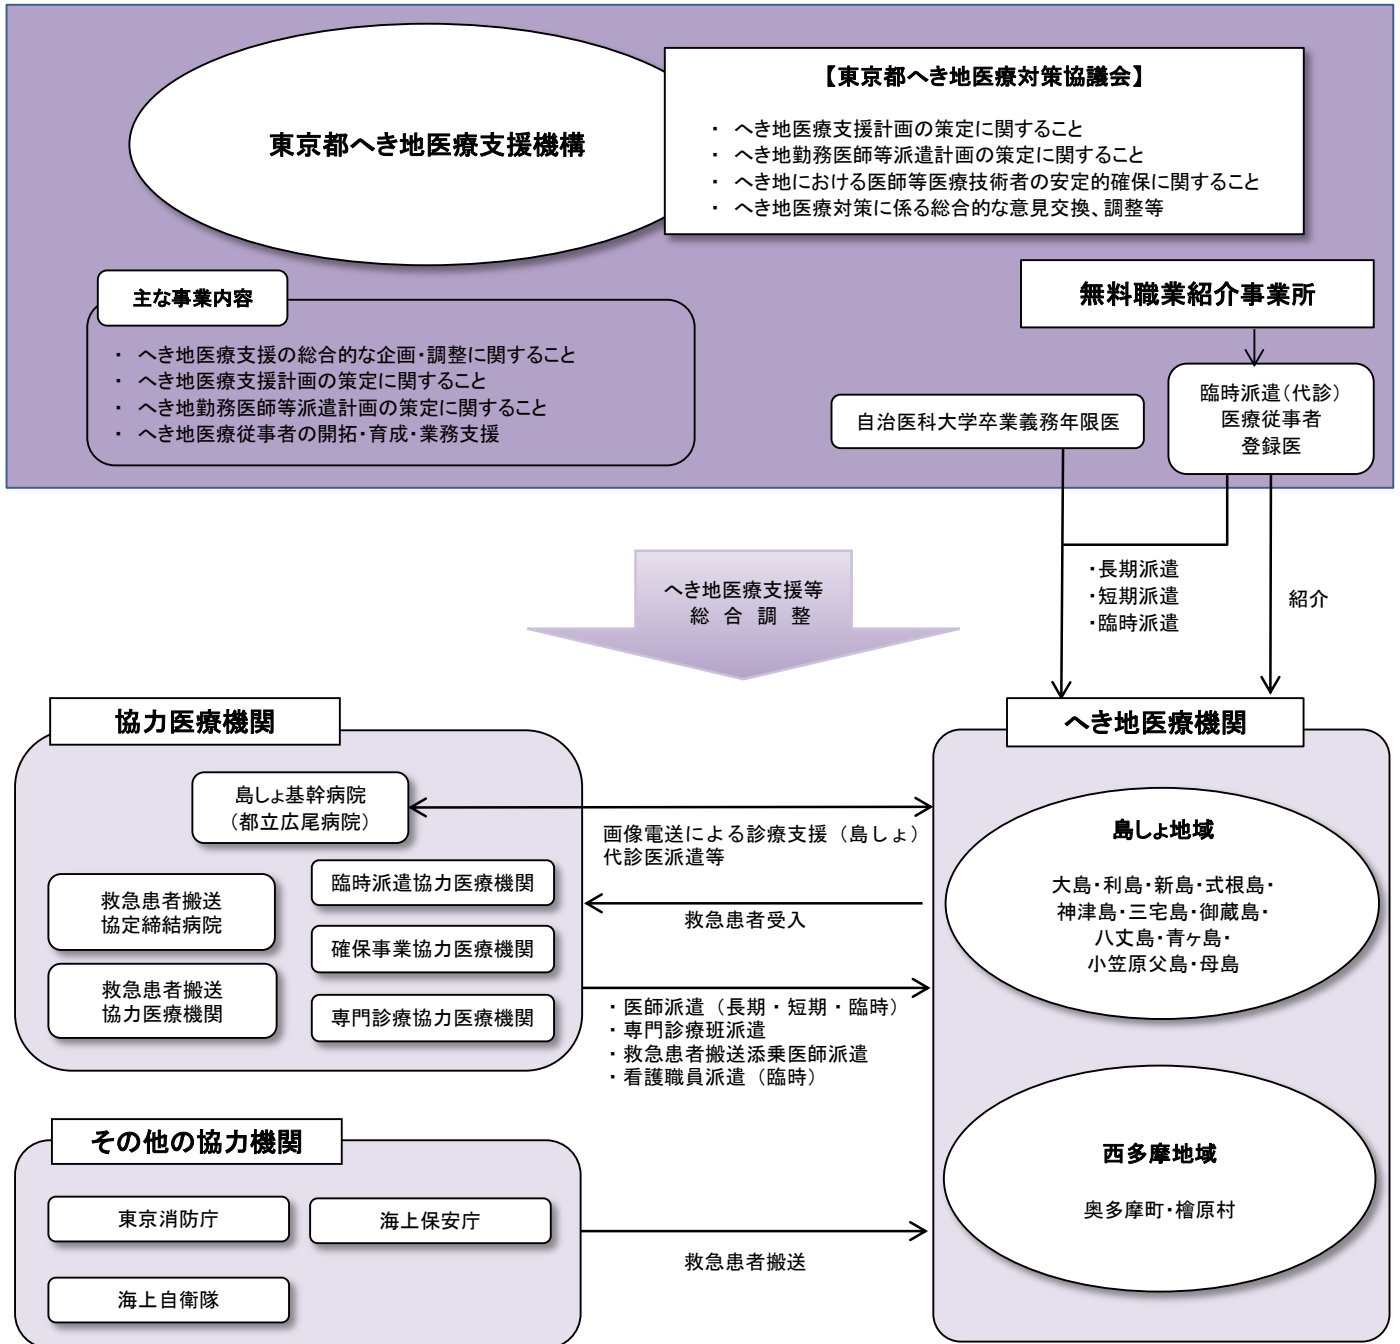 東京都へき地医療支援機構
【東京都へき地医療対策協議会】
・ へき地医療支援計画の策定に関すること
・ へき地勤務医師等派遣計画の策定に関すること
・ へき地における医師等医療技術者の安定的確保に関すること
・ へき地医療対策に係る総合的な意見交換、調整等
主な事業内容
・ へき地医療支援の総合的な企画・調整に関すること
・ へき地医療支援計画の策定に関すること
・ へき地勤務医師等派遣計画の策定に関すること
・ へき地医療従事者の開拓・育成・業務支援
無料職業紹介事業所
自治医科大学卒業義務年限医
臨時派遣(代診)
医療従事者
登録医
へき地医療支援等
総 合 調 整
・長期派遣
・短期派遣
・臨時派遣
紹介
協力医療機関
島しょ基幹病院
(都立広尾病院)
救急患者搬送
協定締結病院
救急患者搬送
協力医療機関
臨時派遣協力医療機関
確保事業協力医療機関
専門診療協力医療機関
画像電送による診療支援(島しょ)
代診医派遣等
救急患者受入
・医師派遣(長期・短期・臨時)
・専門診療班派遣
・救急患者搬送添乗医師派遣
・看護職員派遣(臨時)
へき地医療機関
島しょ地域
大島・利島・新島・式根島・
神津島・三宅島・御蔵島・
八丈島・青ヶ島・
小笠原父島・母島
西多摩地域
奥多摩町・檜原村
その他の協力機関
東京消防庁
海上保安庁
海上自衛隊
救急患者搬送